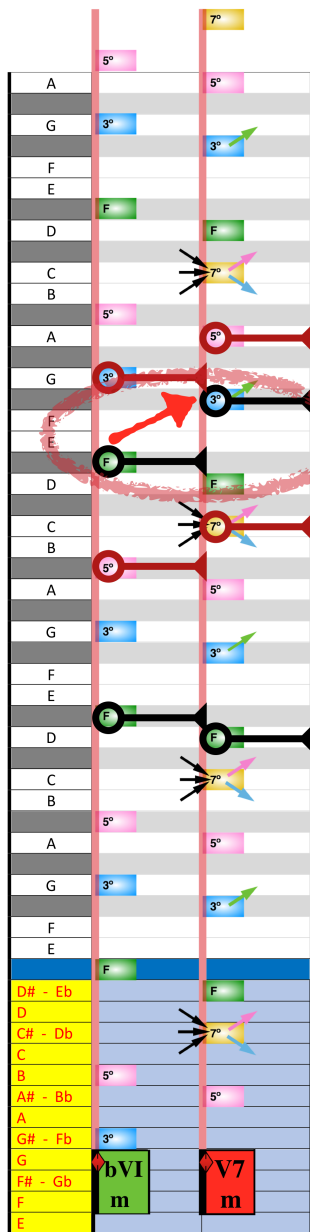 7º
5º
A 5º
G 3º
3º
F
E
F
D F
C 7º
B
5º
A 5º
G 3º
3º
F
E
F
D F
C 7º
B
5º
A 5º
G 3º
3º
F
E
F
D F
C 7º
B
5º
A 5º
G 3º
3º
F
E
F
D# - Eb F
D
C# - Db 7º
C
B 5º
A# - Bb 5º
A
G# - Fb 3º
G bVI V7
F# - Gb
F m m
E